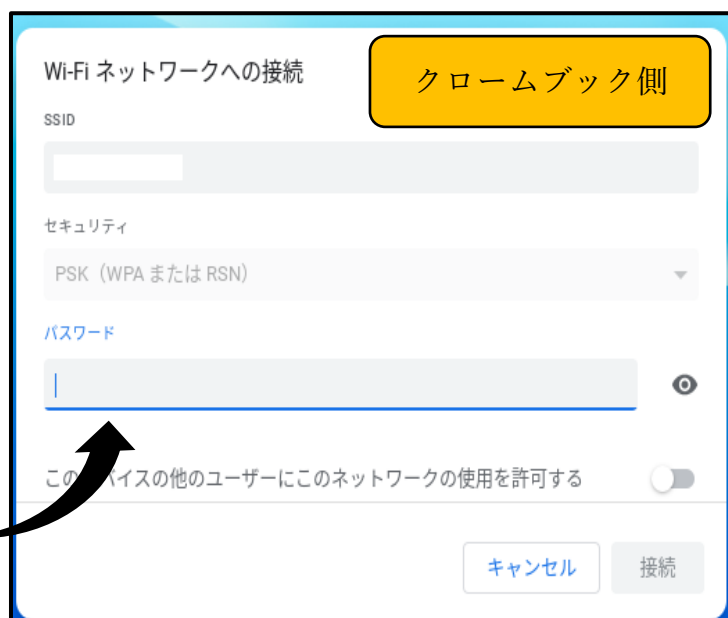 Wi-Fi ネットワークへの接続
クロームブック側
SSID
セキュリティ
PSK（WPA または RSN）
パスワード
このデバイスの他のユーザーにこのネットワークの使用を許可する
キャンセル
接続